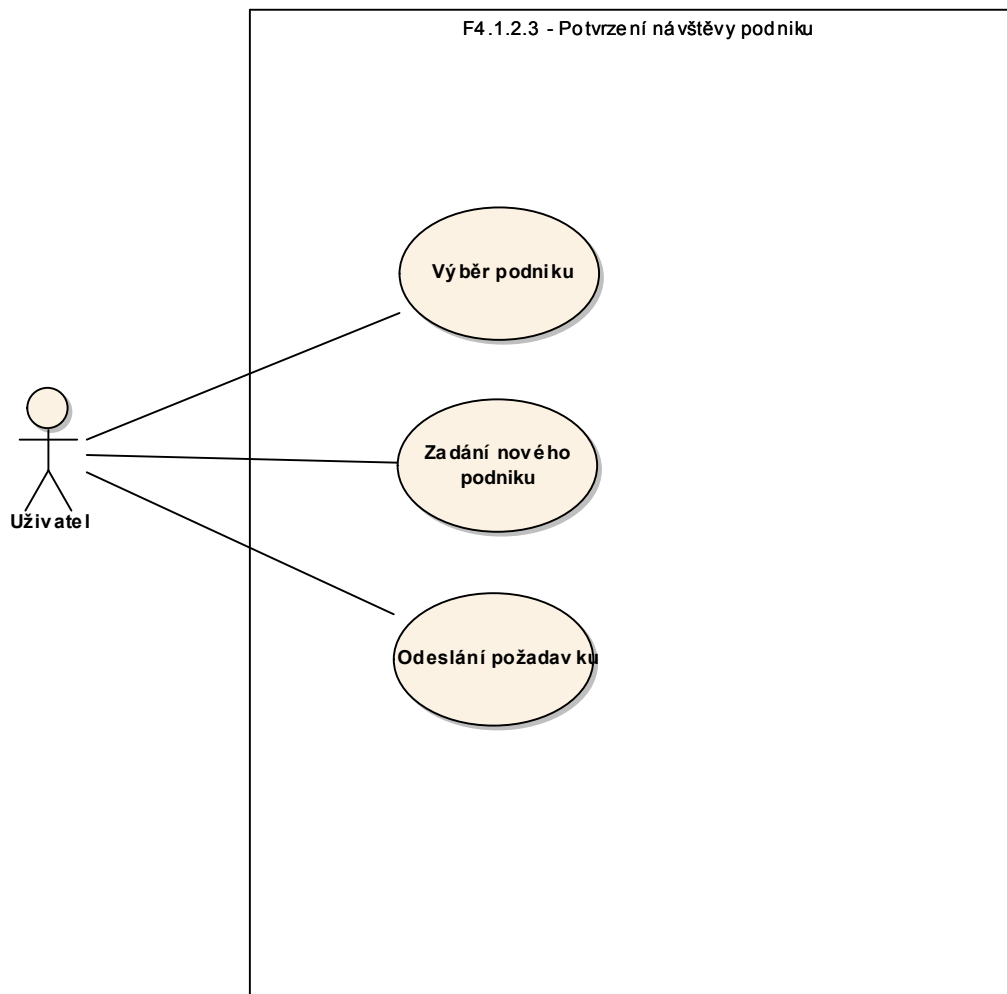 F4.1.2.3 - Potvrzení návštěvy podniku
Výběr podniku
Zadání nového
podniku
Uživatel
Odeslání požadavku